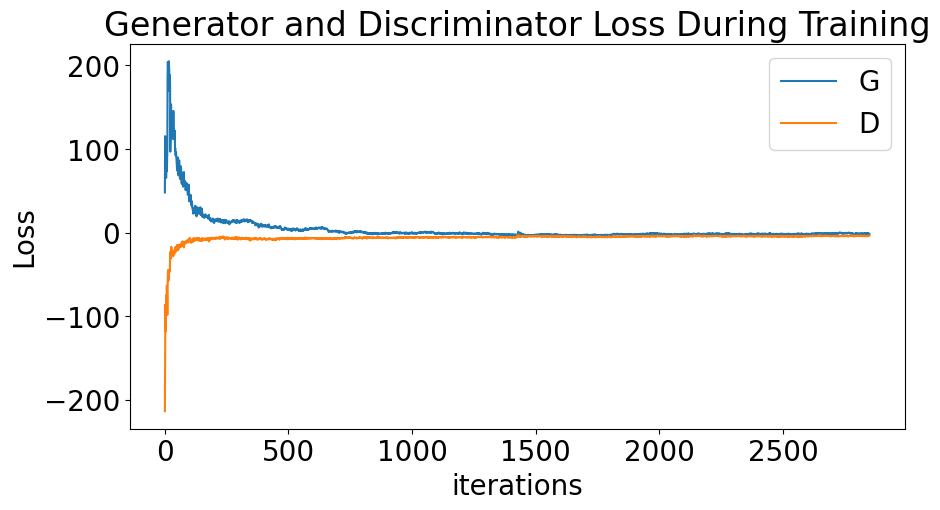 Generator and Discriminator Loss During Training
G
D
200
100
0
−100
−200
Loss
0 500 1000 1500 2000 2500
iterations